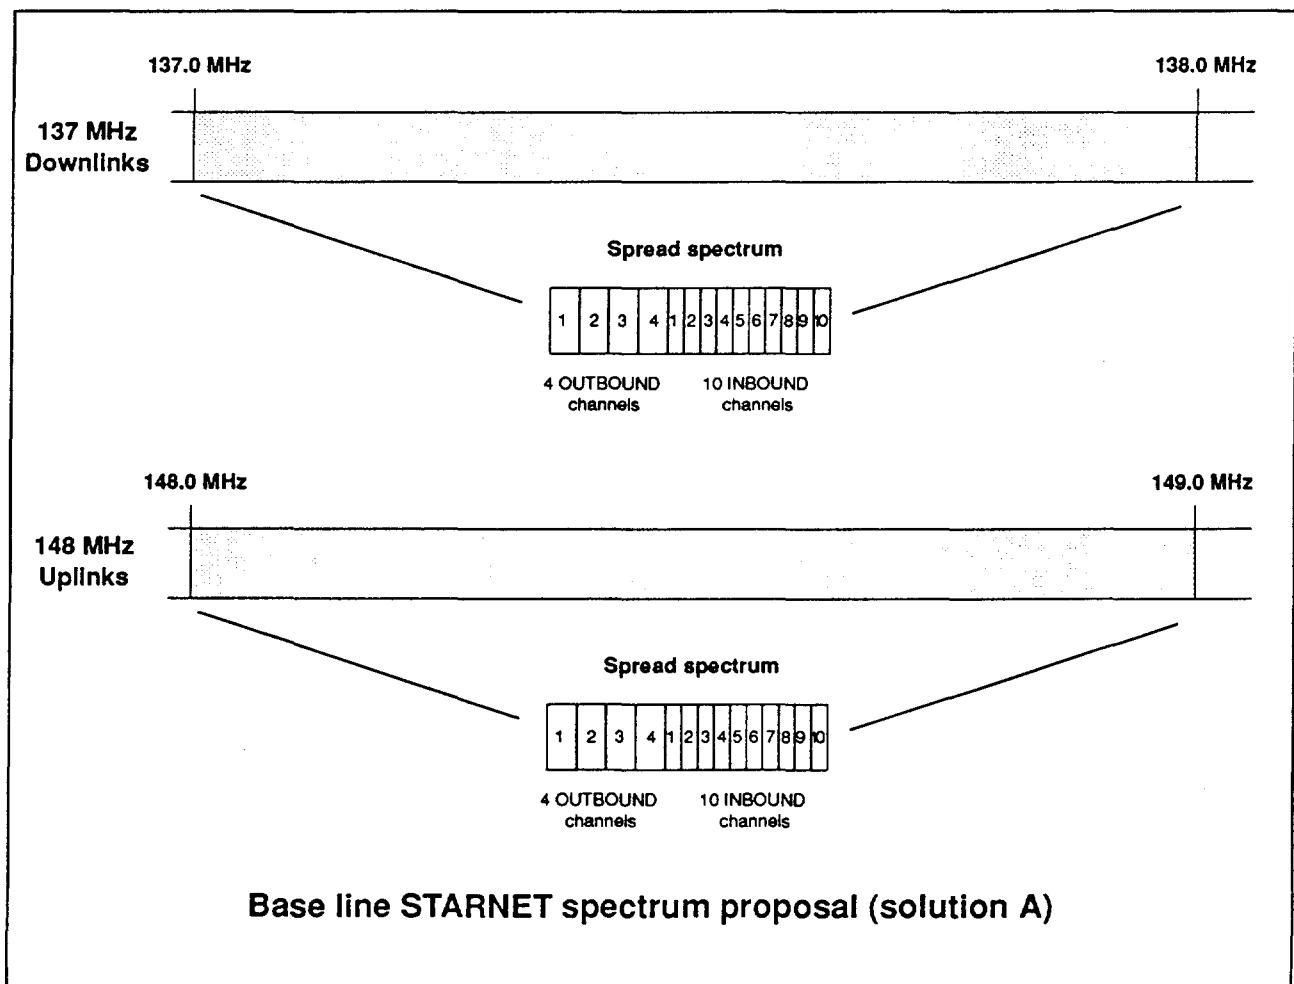 137.0 MHz 138.0 MHz
137 MHz
Downlinks
Spread spectrum
1 2 3 4 1 2 3 4 5 6 7 8 9 10
4 OUTBOUND channels
10 INBOUND channels
148.0 MHz 149.0 MHz
148 MHz
Uplinks
Spread spectrum
1 2 3 4 1 2 3 4 5 6 7 8 9 10
4 OUTBOUND channels
10 INBOUND channels
Base line STARNET spectrum proposal (solution A)